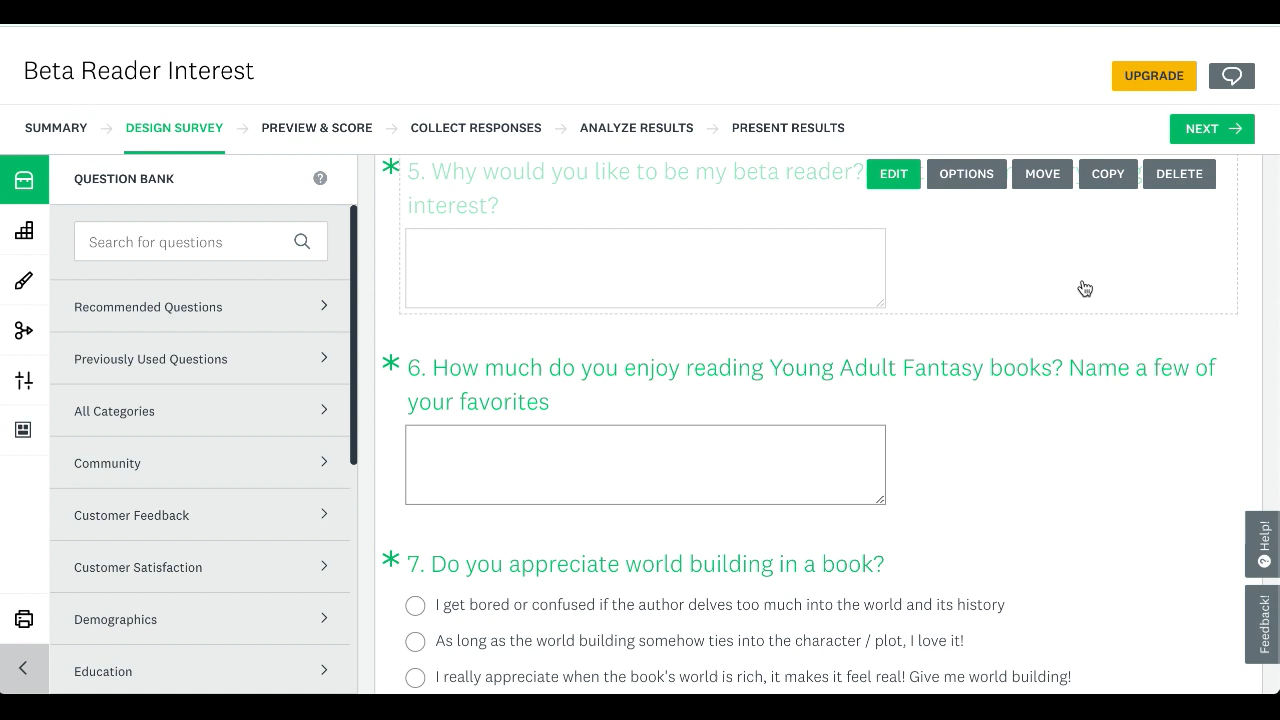 Beta Reader Interest
UPGRADE
SUMMARY
DESIGN SURVEY
PREVIEW & SCORE
COLLECT RESPONSES
ANALYZE RESULTS
PRESENT RESULTS
NEXT
QUESTION BANK
?
Search for questions
Recommended Questions
Previously Used Questions
All Categories
Community
Customer Feedback
Customer Satisfaction
Demographics
Education
* 5. Why would you like to be my beta reader?
interest?
EDIT
OPTIONS
MOVE
COPY
DELETE
* 6. How much do you enjoy reading Young Adult Fantasy books? Name a few of
your favorites
* 7. Do you appreciate world building in a book?
I get bored or confused if the author delves too much into the world and its history
As long as the world building somehow ties into the character / plot, I love it!
I really appreciate when the book's world is rich, it makes it feel real! Give me world building!
? Help!
Feedback!